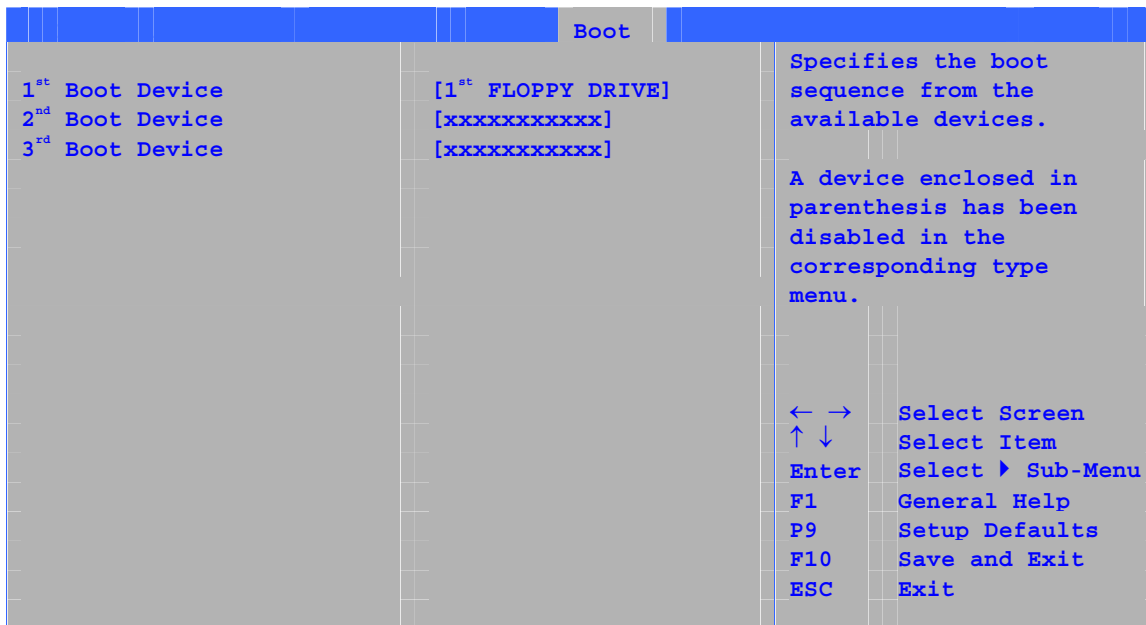 Boot
1st Boot Device [1st FLOPPY DRIVE]
2nd Boot Device [xxxxxxxxxxx]
3rd Boot Device [xxxxxxxxxxx]
Specifies the boot
sequence from the
available devices.
A device enclosed in
parenthesis has been
disabled in the
corresponding type
menu.
← → Select Screen
↑ ↓ Select Item
Enter Select ▶ Sub-Menu
F1 General Help
P9 Setup Defaults
F10 Save and Exit
ESC Exit